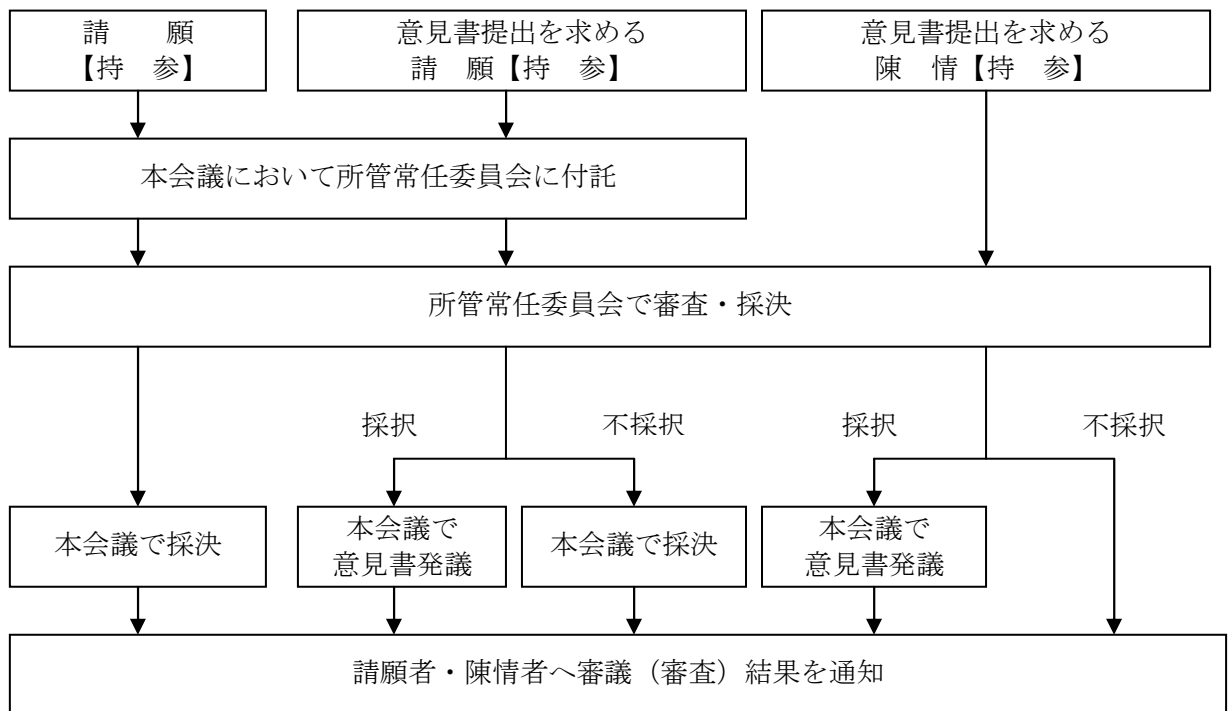 請　　願
【持　参】
意見書提出を求める
請　願【持　参】
意見書提出を求める
陳　情【持　参】
本会議において所管常任委員会に付託
所管常任委員会で審査・採決
採択
不採択
採択
不採択
本会議で採決
本会議で
意見書発議
本会議で採決
本会議で
意見書発議
請願者・陳情者へ審議（審査）結果を通知